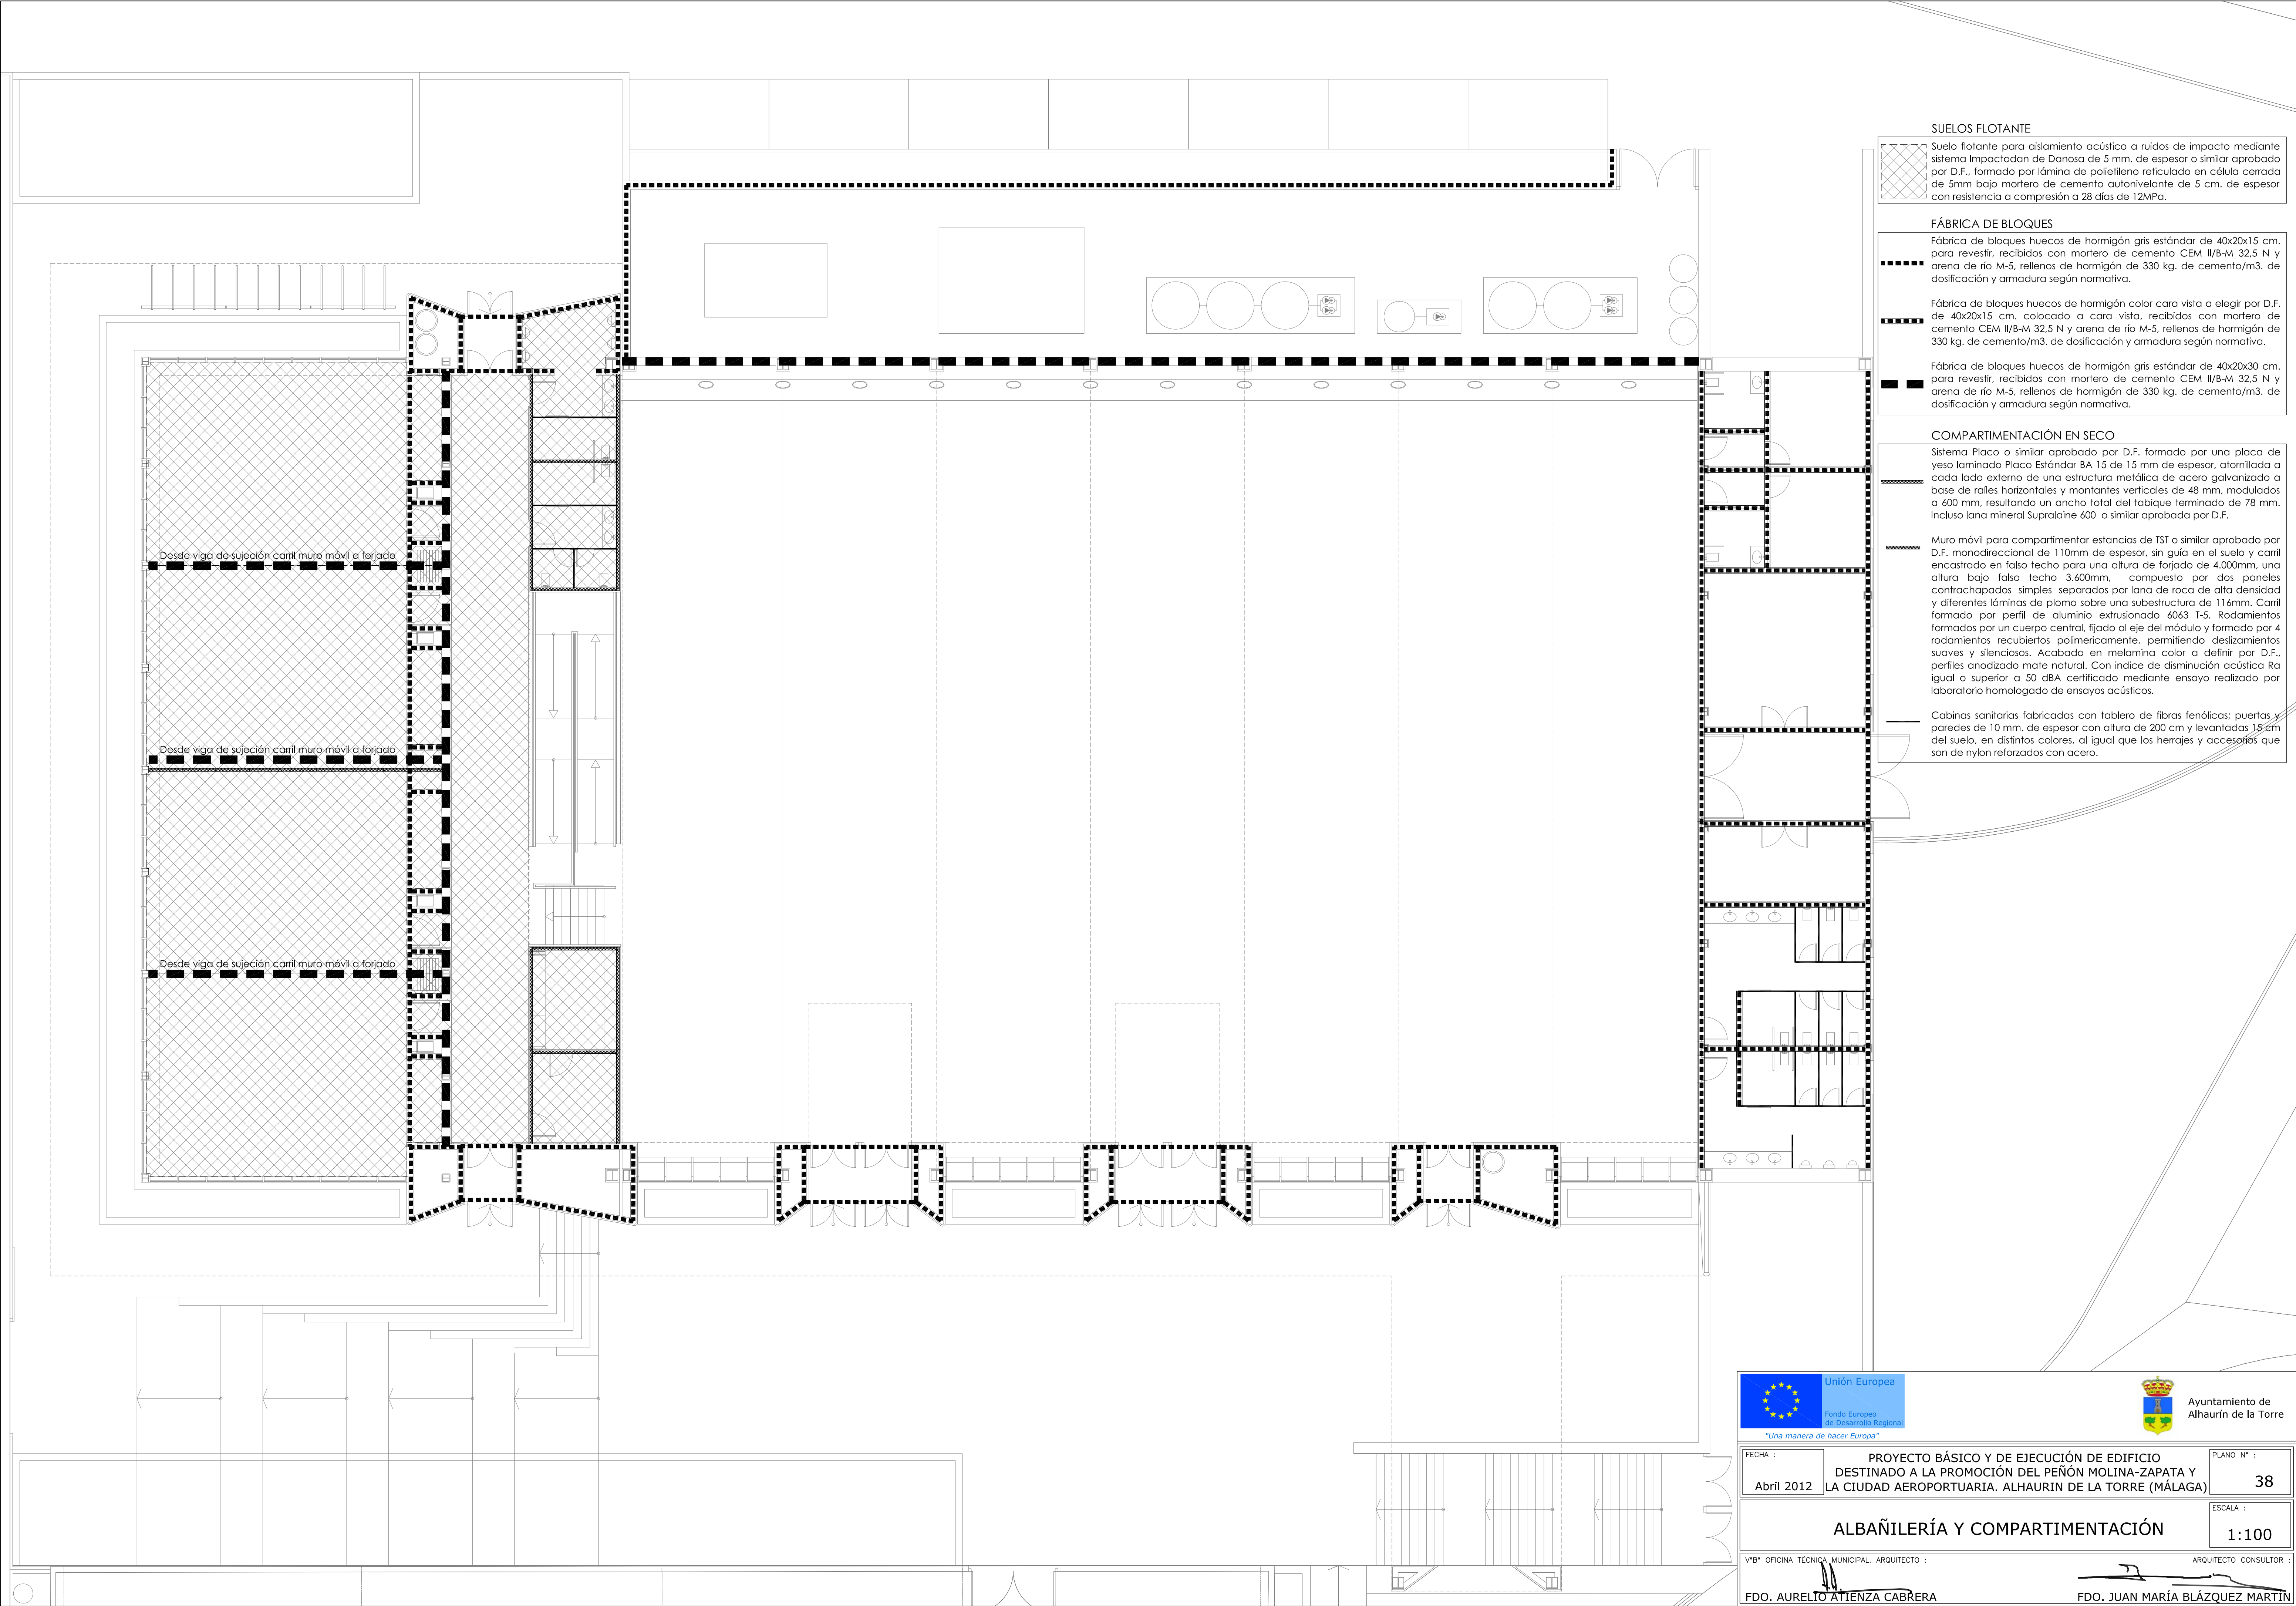 SUELOS FLOTANTE
Suelo flotante para aislamiento acústico a ruidos de impacto mediante
sistema Impactodan de Danosa de 5 mm. de espesor o similar aprobado
por D.F., formado por lámina de polietileno reticulado en célula cerrada
de 5mm bajo mortero de cemento autonivelante de 5 cm. de espesor
con resistencia a compresión a 28 días de 12MPa.
FÁBRICA DE BLOQUES
Fábrica de bloques huecos de hormigón gris estándar de 40x20x15 cm.
para revestir, recibidos con mortero de cemento CEM II/B-M 32,5 N y
arena de río M-5, rellenos de hormigón de 330 kg. de cemento/m3. de
dosificación y armadura según normativa.
Fábrica de bloques huecos de hormigón color cara vista a elegir por D.F.
de 40x20x15 cm. colocado a cara vista, recibidos con mortero de
cemento CEM II/B-M 32,5 N y arena de río M-5, rellenos de hormigón de
330 kg. de cemento/m3. de dosificación y armadura según normativa.
Fábrica de bloques huecos de hormigón gris estándar de 40x20x30 cm.
para revestir, recibidos con mortero de cemento CEM II/B-M 32,5 N y
arena de río M-5, rellenos de hormigón de 330 kg. de cemento/m3. de
dosificación y armadura según normativa.
COMPARTIMENTACIÓN EN SECO
Sistema Placo o similar aprobado por D.F. formado por una placa de
yeso laminado Placo Estándar BA 15 de 15 mm de espesor, atornillada a
cada lado externo de una estructura metálica de acero galvanizado a
base de raíles horizontales y montantes verticales de 48 mm, modulados
a 600 mm, resultando un ancho total del tabique terminado de 78 mm.
Incluso lana mineral Supralaine 600 o similar aprobada por D.F.
Muro móvil para compartimentar estancias de TST o similar aprobado por
D.F. monodireccional de 110mm de espesor, sin guía en el suelo y carril
encastrado en falso techo para una altura de forjado de 4.000mm, una
altura bajo falso techo 3.600mm, compuesto por dos paneles
contrachapados simples separados por lana de roca de alta densidad
y diferentes láminas de plomo sobre una subestructura de 116mm. Carril
formado por perfil de aluminio extrusionado 6063 T-5. Rodamientos
formados por un cuerpo central, fijado al eje del módulo y formado por 4
rodamientos recubiertos polimericamente, permitiendo deslizamientos
suaves y silenciosos. Acabado en melamina color a definir por D.F.,
perfiles anodizado mate natural. Con indice de disminución acústica Ra
igual o superior a 50 dBA certificado mediante ensayo realizado por
laboratorio homologado de ensayos acústicos.
Cabinas sanitarias fabricadas con tablero de fibras fenólicas; puertas y
paredes de 10 mm. de espesor con altura de 200 cm y levantadas 15 cm
del suelo, en distintos colores, al igual que los herrajes y accesorios que
son de nylon reforzados con acero.
Desde viga de sujeción carril muro móvil a forjado
Desde viga de sujeción carril muro móvil a forjado
Desde viga de sujeción carril muro móvil a forjado
Unión Europea
Fondo Europeo
de Desarrollo Regional
"Una manera de hacer Europa"
Ayuntamiento de
Alhaurín de la Torre
FECHA :
Abril 2012
PROYECTO BÁSICO Y DE EJECUCIÓN DE EDIFICIO
DESTINADO A LA PROMOCIÓN DEL PEÑÓN MOLINA-ZAPATA Y
LA CIUDAD AEROPORTUARIA. ALHAURIN DE LA TORRE (MÁLAGA)
PLANO Nº :
38
ALBAÑILERÍA Y COMPARTIMENTACIÓN
ESCALA :
1:100
VºBº OFICINA TÉCNICA MUNICIPAL. ARQUITECTO :
FDO. AURELIO ATIENZA CABRERA
ARQUITECTO CONSULTOR :
FDO. JUAN MARÍA BLÁZQUEZ MARTÍN